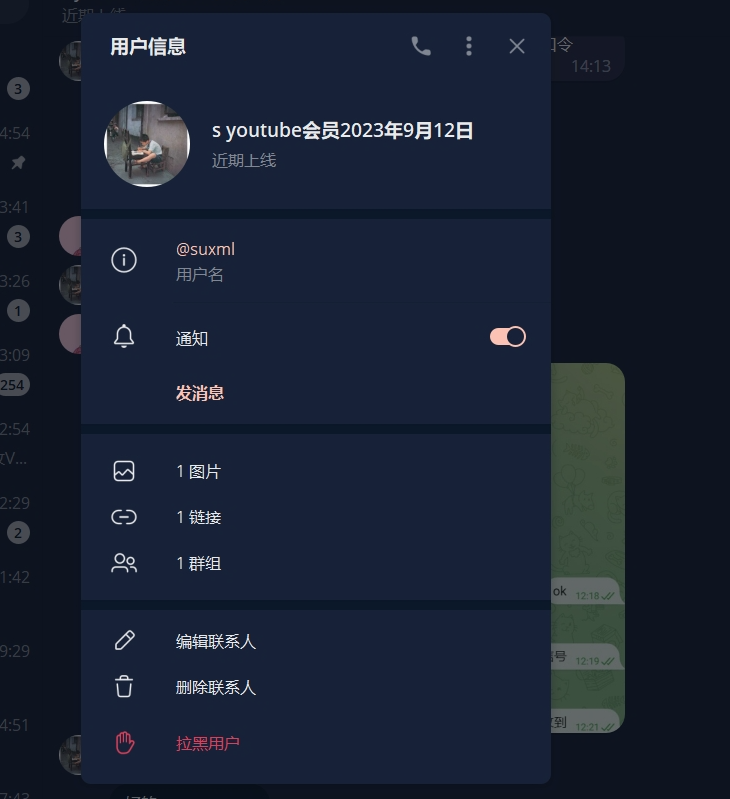 近期上线
用户信息
口令
14:13
3
4:54
s youtube会员2023年9月12日
近期上线
3:41
3
@suxml
用户名
3:26
1
通知
3:09
254
发消息
2:54
V...
1 图片
2:29
1 链接
2
1 群组
1:42
ok 12:18
编辑联系人
9:29
号 12:19
删除联系人
4:51
到 12:21
拉黑用户
7:43